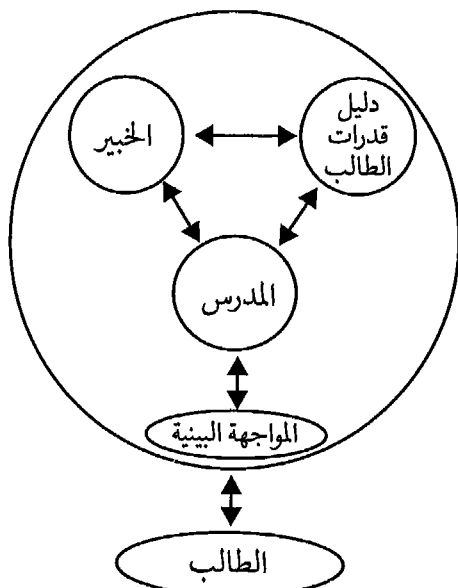 دليل
قدرات
الطالب
الخبير
المدرس
المواجهة البينية
الطالب